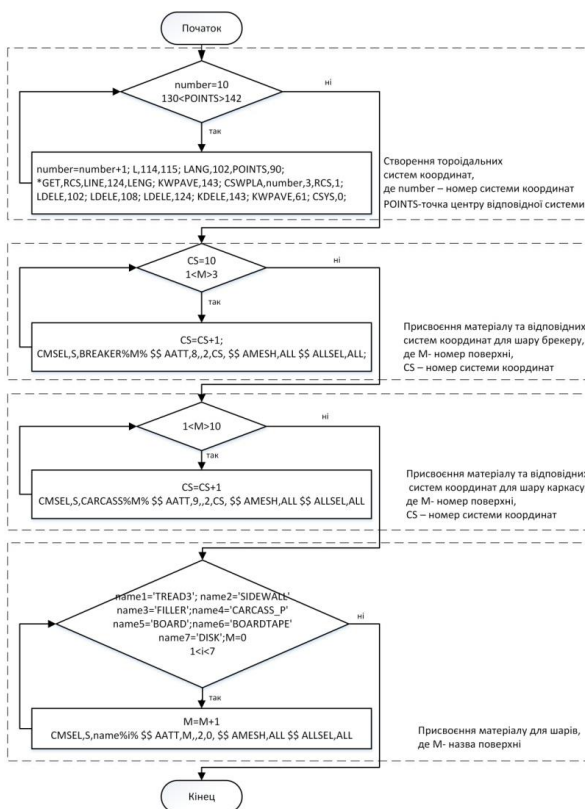 Початок
number=10
130<POINTS>142
ні
так
number=number+1; L,114,115; LANG,102,POINTS,90;
*GET,RCS,LINE,124,LENG; KWPAVE,143; CSWPLA,number,3,RCS,1;
LDELE,102; LDELE,108; LDELE,124; KDELE,143; KWPAVE,61; CSYS,0;
Створення тороідальних
систем координат,
де number – номер системи координат
POINTS-точка центру відповідної системи
CS=10
1<M>3
ні
так
CS=CS+1;
CMSEL,S,BREAKER%M% $$ AATT,8,,2,CS, $$ AMESH,ALL $$ ALLSEL,ALL;
Присвоєння матеріалу та відповідних
систем координат для шару брекеру,
де M- номер поверхні,
CS – номер системи координат
1<M>10
ні
так
CS=CS+1
CMSEL,S,CARCASS%M% $$ AATT,9,,2,CS, $$ AMESH,ALL $$ ALLSEL,ALL
Присвоєння матеріалу та відповідних
систем координат для шару каркасу
де M- номер поверхні,
CS – номер системи координат
name1='TREAD3'; name2='SIDEWALL'
name3='FILLER';name4='CARCASS_P'
name5='BOARD';name6='BOARDTAPE'
name7='DISK';M=0
1<i<7
ні
так
M=M+1
CMSEL,S,name%i% $$ AATT,M,,2,0, $$ AMESH,ALL $$ ALLSEL,ALL
Присвоєння матеріалу для шарів,
де M- назва поверхні
Кінец